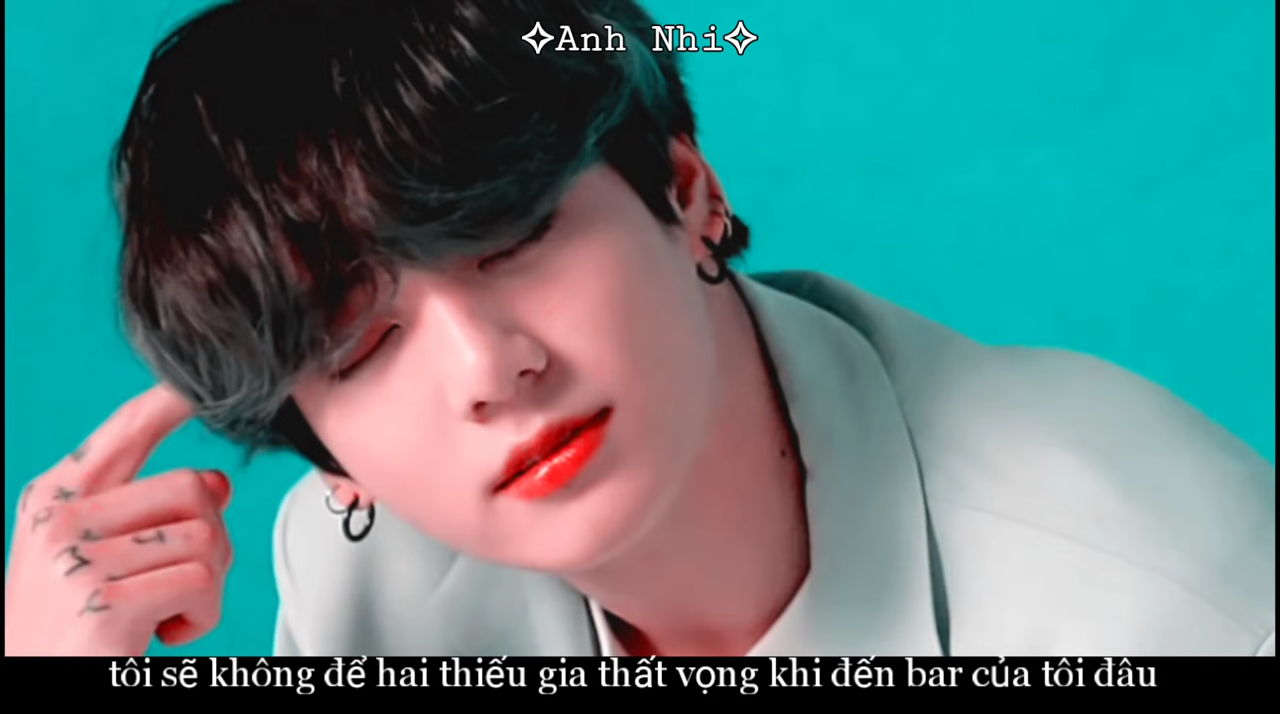 ✧Anh Nhi✧
tôi sẽ không để hai thiếu gia thất vọng khi đến bar của tôi đâu